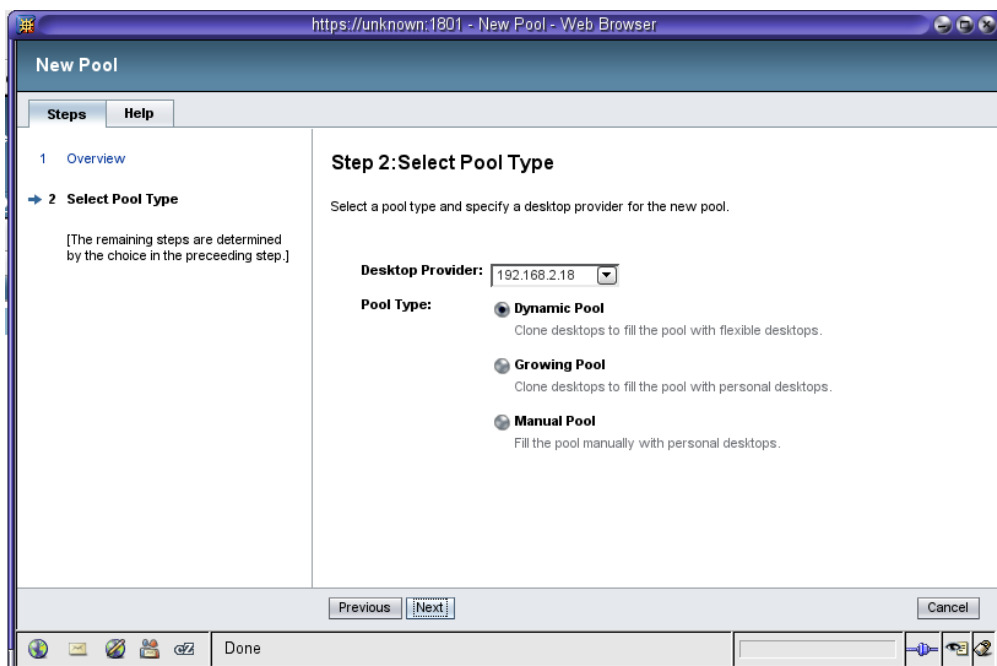 https://unknown:1801 - New Pool - Web Browser
New Pool
Steps
Help
1 Overview
2 Select Pool Type
[The remaining steps are determined
by the choice in the preceeding step.]
Step 2:Select Pool Type
Select a pool type and specify a desktop provider for the new pool.
Desktop Provider: 192.168.2.18
Pool Type:
Dynamic Pool
Clone desktops to fill the pool with flexible desktops.
Growing Pool
Clone desktops to fill the pool with personal desktops.
Manual Pool
Fill the pool manually with personal desktops.
Previous
Next
Cancel
Done